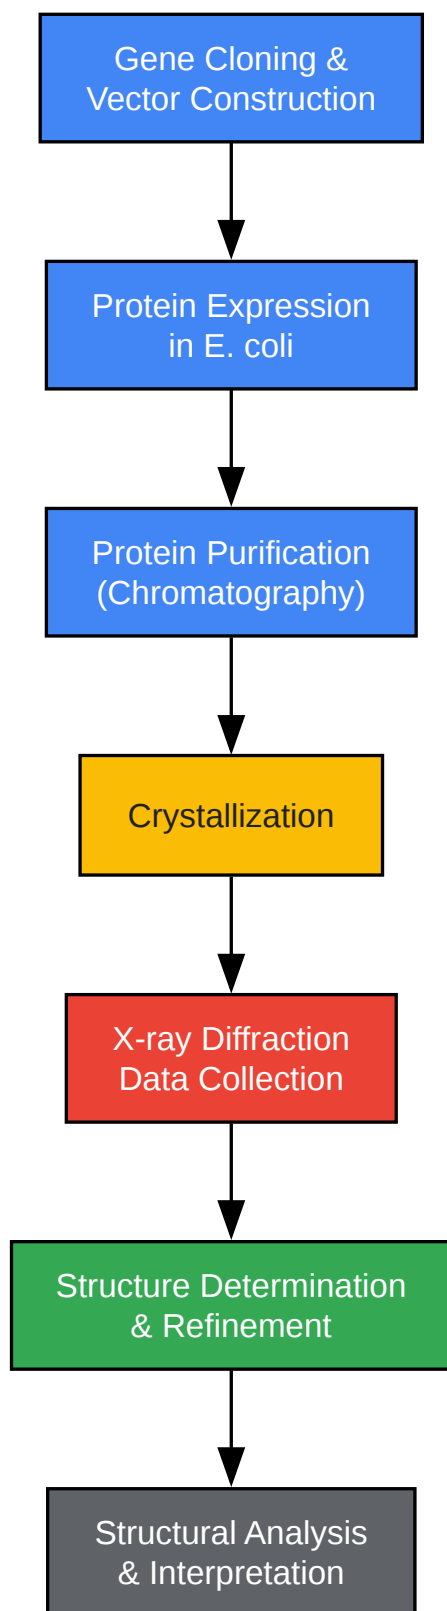 Gene Cloning &
Vector Construction
Protein Expression
in E. coli
Protein Purification
(Chromatography)
Crystallization
X-ray Diffraction
Data Collection
Structure Determination
& Refinement
Structural Analysis
& Interpretation